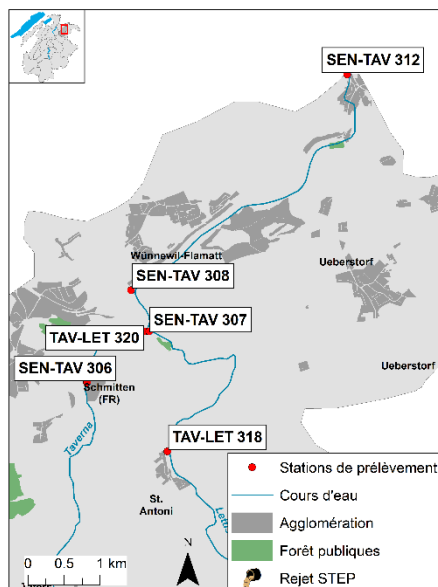 SEN-TAV 312
Wünnewil-Flamatt
Ueberstorf
SEN-TAV 308
SEN-TAV 307
TAV-LET 320
SEN-TAV 306
Ueberstorf
Schmitten
(FR)
Taverna
TAV-LET 318
St.
Antoni
Stations de prélèvement
Cours d'eau
Agglomération
Forêt publiques
Rejet STEP
N
0 0.5 1 km